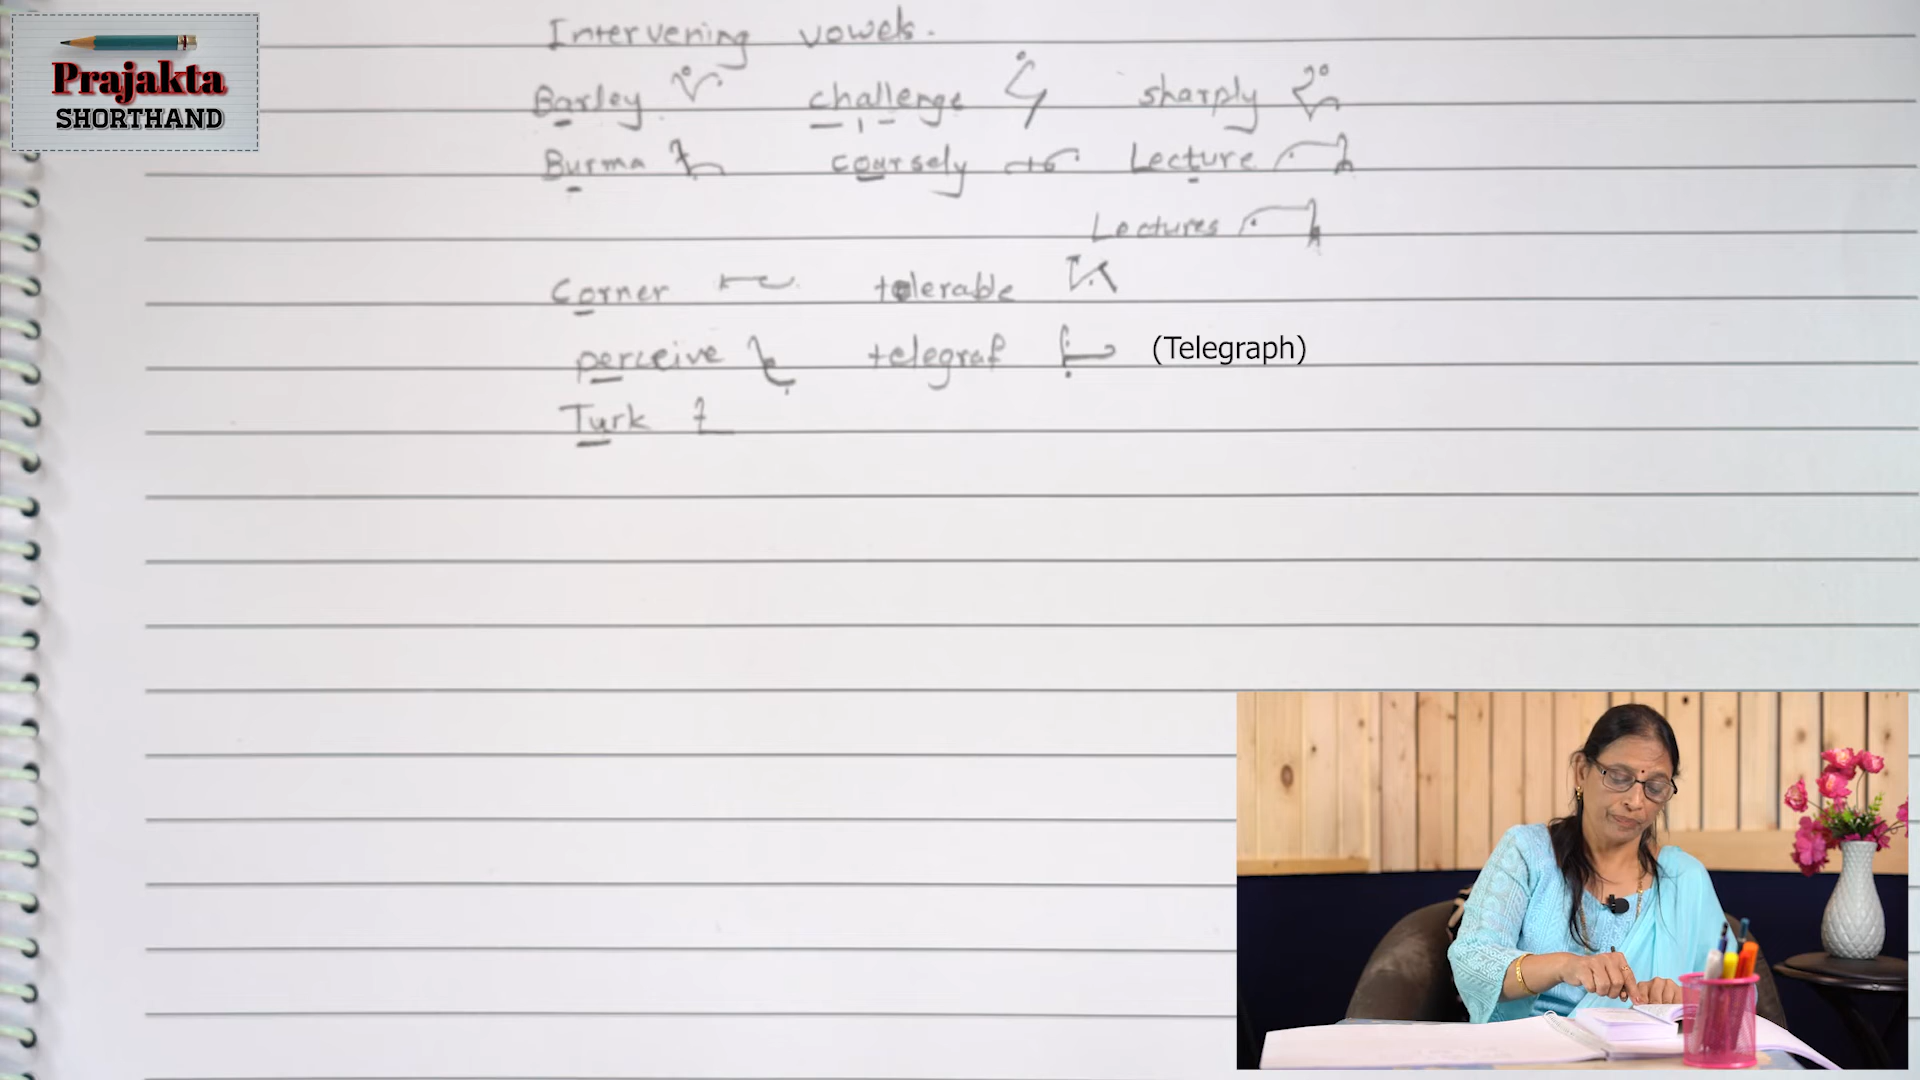 Prajakta
SHORTHAND
Intervening vowels.
Barley challenge sharply
Burma coursely Lecture
Lectures
Corner tolerable
perceive telegraf (Telegraph)
Turk